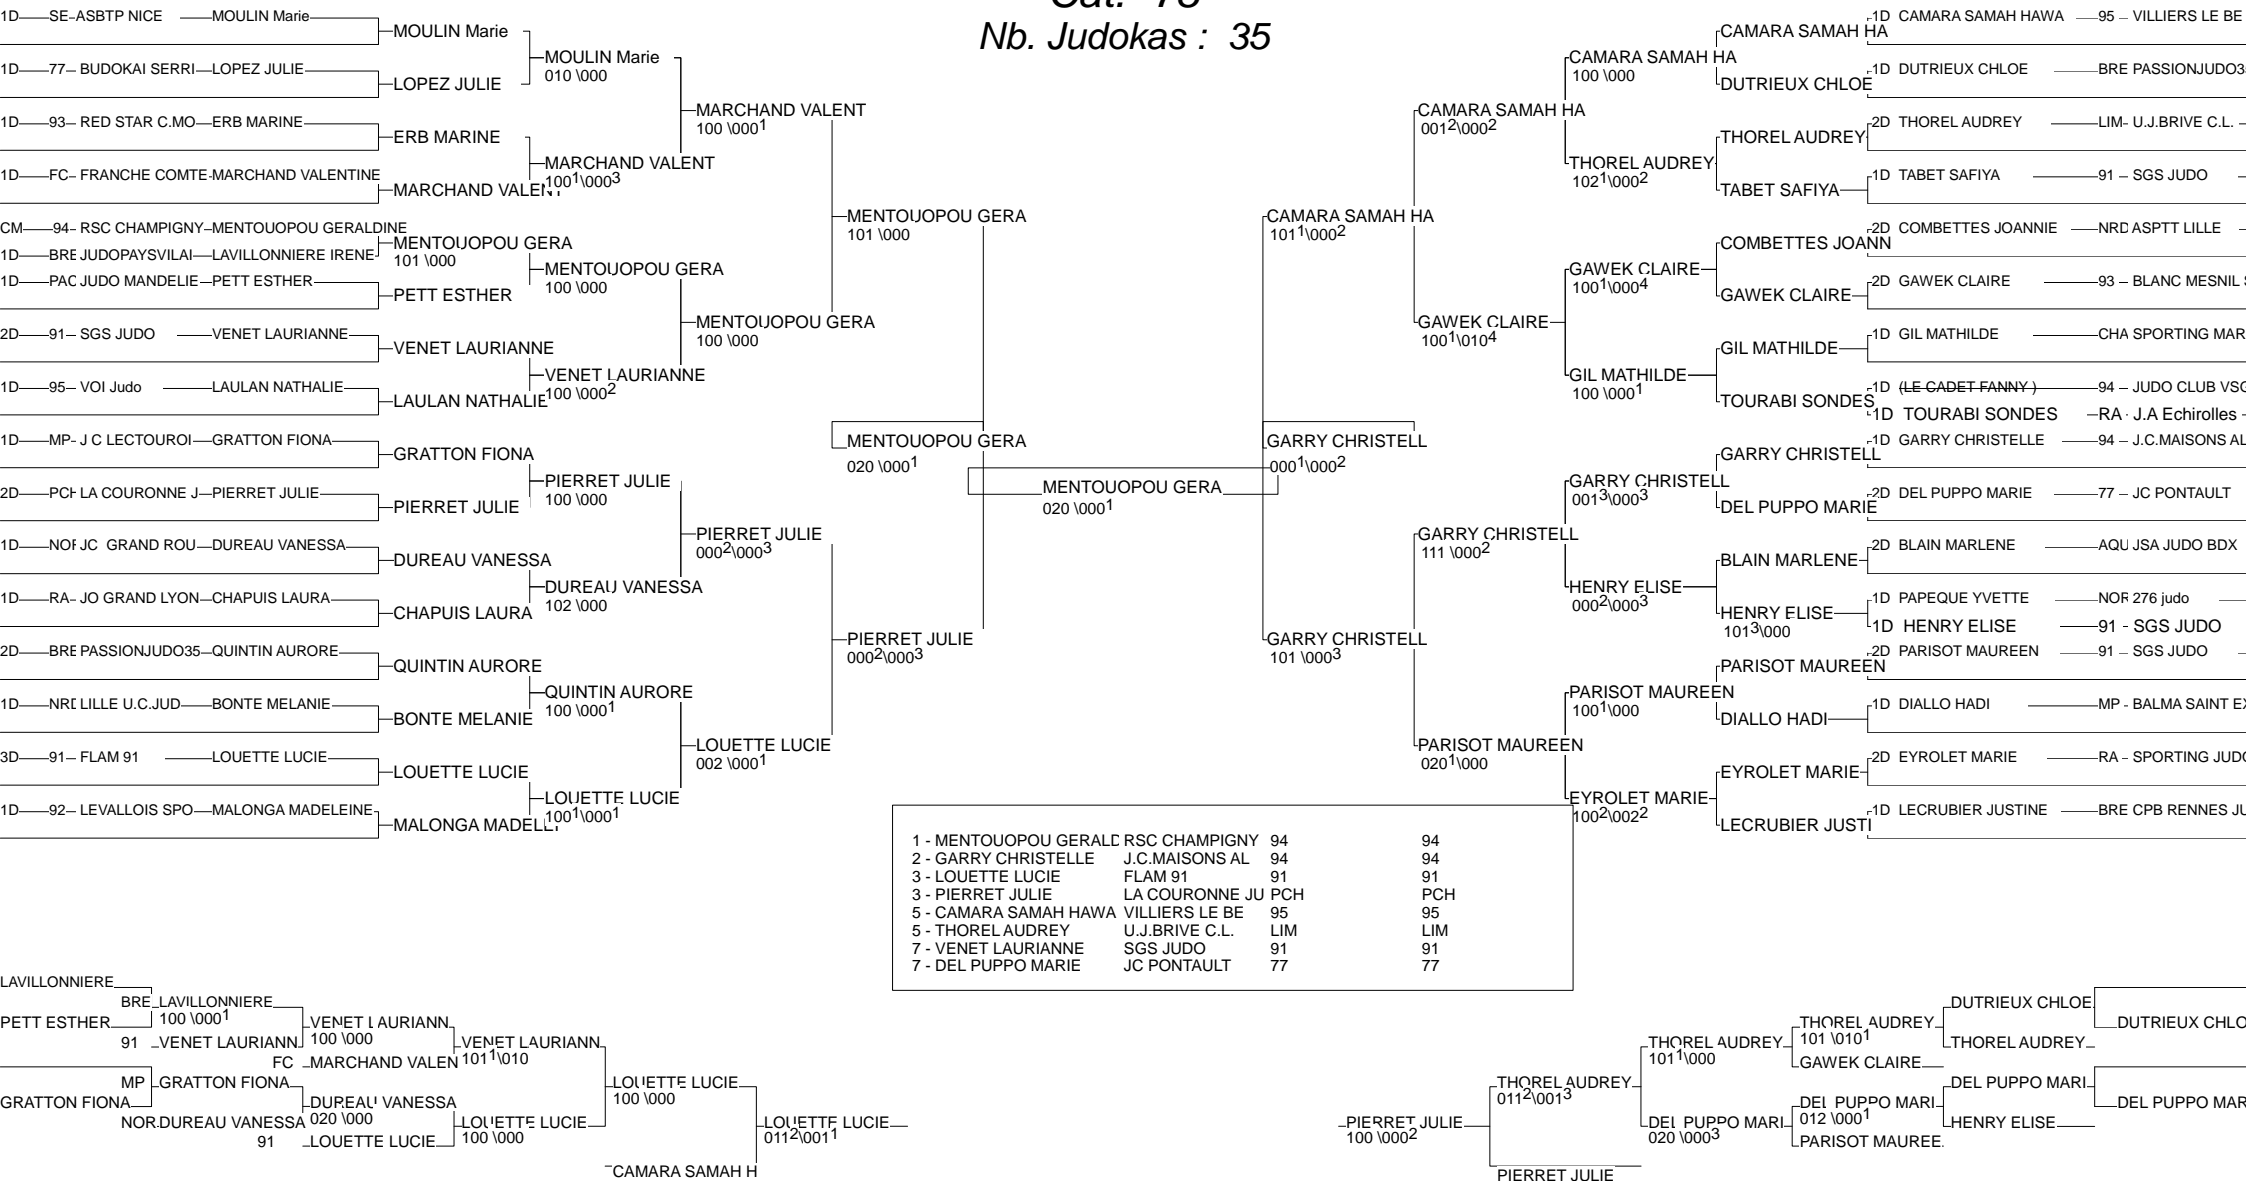 Nb. Judokas : 35
1D SE-ASBTP NICE MOULIN Marie
1D 77- BUDOKAI SERRI LOPEZ JULIE
1D 93- RED STAR C.MO ERB MARINE
1D FC- FRANCHE COMTE MARCHAND VALENTINE
CM 94- RSC CHAMPIGNY MENTOUOPOU GERALDINE
1D BRE JUDOPAYSVILAI LAVILLONNIERE IRENE
1D PAC JUDO MANDELIE PETT ESTHER
2D 91- SGS JUDO VENET LAURIANNE
1D 95- VOI Judo LAULAN NATHALIE
1D MP- J C LECTOUROI GRATTON FIONA
2D PCH LA COURONNE J PIERRET JULIE
1D NOR JC GRAND ROU DUREAU VANESSA
1D RA- JO GRAND LYON CHAPUIS LAURA
2D BRE PASSIONJUDO35 QUINTIN AURORE
1D NRD LILLE U.C.JUD BONTE MELANIE
3D 91- FLAM 91 LOUETTE LUCIE
1D 92- LEVALLOIS SPO MALONGA MADELEINE
MOULIN Marie
LOPEZ JULIE
ERB MARINE
MARCHAND VALENT
MENTOUOPOU GERA
101 \000
PETT ESTHER
VENET LAURIANNE
LAULAN NATHALIE
GRATTON FIONA
PIERRET JULIE
DUREAU VANESSA
CHAPUIS LAURA
QUINTIN AURORE
BONTE MELANIE
LOUETTE LUCIE
MALONGA MADELEI
MOULIN Marie
010 \000
MARCHAND VALENT
100¹\000³
MENTOUOPOU GERA
100 \000
VENET LAURIANNE
100 \000²
PIERRET JULIE
100 \000
DUREAU VANESSA
102 \000
QUINTIN AURORE
100 \000¹
LOUETTE LUCIE
100¹\000¹
MARCHAND VALENT
100 \000¹
MENTOUOPOU GERA
100 \000
PIERRET JULIE
000²\000³
LOUETTE LUCIE
002 \000¹
MENTOUOPOU GERA
101 \000
PIERRET JULIE
000²\000³
MENTOUOPOU GERA
020 \000¹
MENTOUOPOU GERA
020 \000¹
GARRY CHRISTELL
000¹\000²
CAMARA SAMAH HA
101¹\000²
GARRY CHRISTELL
101 \000³
CAMARA SAMAH HA
001²\000²
GAWEK CLAIRE
100¹\010⁴
GARRY CHRISTELL
111 \000²
PARISOT MAUREEN
020¹\000
CAMARA SAMAH HA
100 \000
THOREL AUDREY
102¹\000²
GAWEK CLAIRE
100¹\000⁴
GIL MATHILDE
100 \000¹
GARRY CHRISTELL
001³\000³
HENRY ELISE
000²\000³
PARISOT MAUREEN
100¹\000
EYROLET MARIE
100²\002²
CAMARA SAMAH HA
DUTRIEUX CHLOE
THOREL AUDREY
TABET SAFIYA
COMBETTES JOANN
GAWEK CLAIRE
GIL MATHILDE
TOURABI SONDES
GARRY CHRISTELL
DEL PUPPO MARIE
BLAIN MARLENE
HENRY ELISE
101³\000
PARISOT MAUREEN
DIALLO HADI
EYROLET MARIE
LECRUBIER JUSTI
1D CAMARA SAMAH HAWA 95 - VILLIERS LE BE
1D DUTRIEUX CHLOE BRE PASSIONJUDO3
2D THOREL AUDREY LIM- U.J.BRIVE C.L.
1D TABET SAFIYA 91 - SGS JUDO
2D COMBETTES JOANNIE NRD ASPTT LILLE
2D GAWEK CLAIRE 93 - BLANC MESNIL
1D GIL MATHILDE CHA SPORTING MAR
1D (LE CADET FANNY ) 94 - JUDO CLUB VSG
1D TOURABI SONDES RA - J.A Echirolles
1D GARRY CHRISTELLE 94 - J.C.MAISONS AL
2D DEL PUPPO MARIE 77 - JC PONTAULT
2D BLAIN MARLENE AQU JSA JUDO BDX
1D PAPEQUE YVETTE NOR 276 judo
1D HENRY ELISE 91 - SGS JUDO
2D PARISOT MAUREEN 91 - SGS JUDO
1D DIALLO HADI MP - BALMA SAINT EX
2D EYROLET MARIE RA - SPORTING JUDO
1D LECRUBIER JUSTINE BRE CPB RENNES JU
1 - MENTOUOPOU GERALD RSC CHAMPIGNY 94 94
2 - GARRY CHRISTELLE J.C.MAISONS AL 94 94
3 - LOUETTE LUCIE FLAM 91 91 91
3 - PIERRET JULIE LA COURONNE JU PCH PCH
5 - CAMARA SAMAH HAWA VILLIERS LE BE 95 95
5 - THOREL AUDREY U.J.BRIVE C.L. LIM LIM
7 - VENET LAURIANNE SGS JUDO 91 91
7 - DEL PUPPO MARIE JC PONTAULT 77 77
LAVILLONNIERE
PETT ESTHER
GRATTON FIONA
BRE LAVILLONNIERE
100 \000¹
91 VENET LAURIANN
MP GRATTON FIONA
NOR DUREAU VANESSA
VENET LAURIANN
100 \000
FC MARCHAND VALEN
DUREAU VANESSA
020 \000
91 LOUETTE LUCIE
VENET LAURIANN
101¹\010
LOUETTE LUCIE
100 \000
LOUETTE LUCIE
100 \000
CAMARA SAMAH H
LOUETTE LUCIE
011²\001¹
PIERRET JULIE
100 \000²
THOREL AUDREY
011²\001³
PIERRET JULIE
THOREL AUDREY
101¹\000
DEL PUPPO MARI
020 \000³
THOREL AUDREY
101 \010¹
GAWEK CLAIRE
DEL PUPPO MARI
012 \000¹
PARISOT MAUREE
DUTRIEUX CHLOE
THOREL AUDREY
DEL PUPPO MARI
HENRY ELISE
DUTRIEUX CHLO
DEL PUPPO MAR